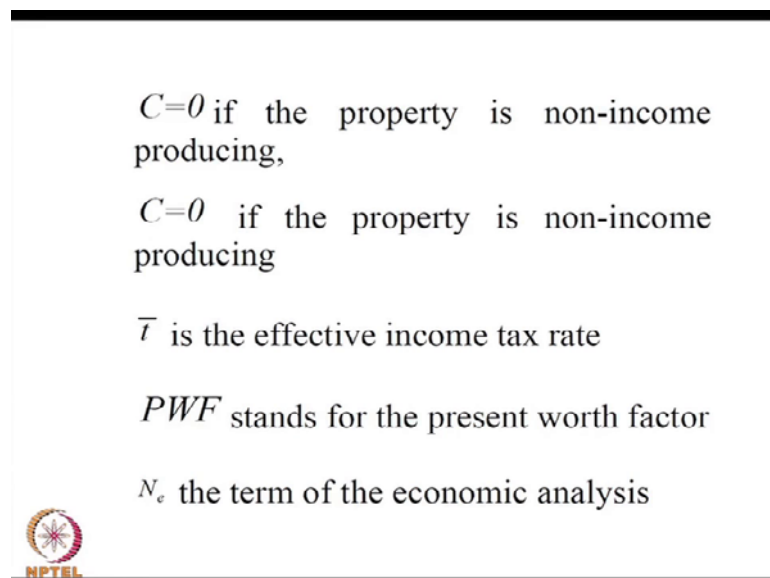 C=0 if the property is non-income
producing,
C=0 if the property is non-income
producing
t̅ is the effective income tax rate
PWF stands for the present worth factor
Nₑ the term of the economic analysis
NPTEL